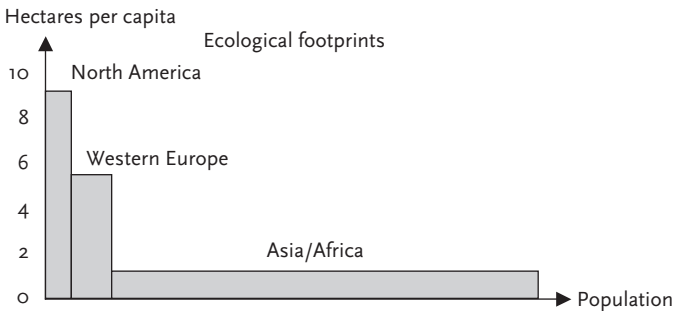 Hectares per capita
Ecological footprints
10
North America
8
Western Europe
6
4
2
Asia/Africa
0
Population